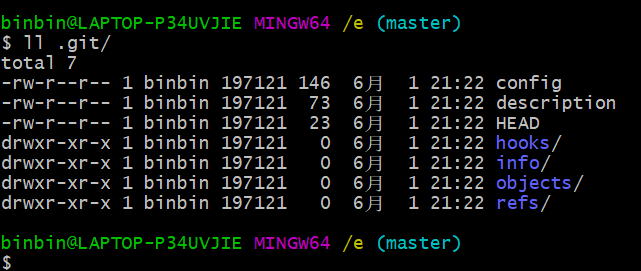 binbin@LAPTOP-P34UVJIE MINGW64 /e (master)
$ ll .git/
total 7
-rw-r--r-- 1 binbin 197121 146  6月   1 21:22 config
-rw-r--r-- 1 binbin 197121  73  6月   1 21:22 description
-rw-r--r-- 1 binbin 197121  23  6月   1 21:22 HEAD
drwxr-xr-x 1 binbin 197121   0  6月   1 21:22 hooks/
drwxr-xr-x 1 binbin 197121   0  6月   1 21:22 info/
drwxr-xr-x 1 binbin 197121   0  6月   1 21:22 objects/
drwxr-xr-x 1 binbin 197121   0  6月   1 21:22 refs/
binbin@LAPTOP-P34UVJIE MINGW64 /e (master)
$